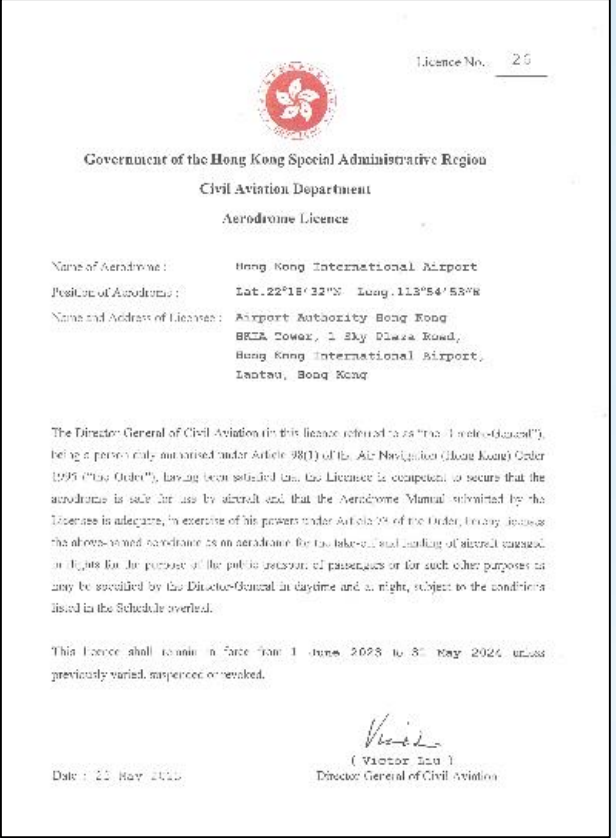 Licence No. 26
Government of the Hong Kong Special Administrative Region
Civil Aviation Department
Aerodrome Licence
Name of Aerodrome : Hong Kong International Airport
Position of Aerodrome : Lat.22°18'32"N Long.113°54'53"E
Name and Address of Licensee : Airport Authority Hong Kong
HKIA Tower, 1 Sky Plaza Road,
Hong Kong International Airport,
Lantau, Hong Kong
The Director General of Civil Aviation (in this licence referred to as “the Director-General”),
being a person duly authorised under Article 98(1) of the Air Navigation (Hong Kong) Order
1995 (“the Order”), having been satisfied that the Licensee is competent to secure that the
aerodrome is safe for use by aircraft and that the Aerodrome Manual submitted by the
Licensee is adequate, in exercise of his powers under Article of the Order, hereby licenses
the above-named aerodrome as an aerodrome for the take-off and landing of aircraft engaged
in flights for the purpose of the public transport of passengers or for such other purposes as
may be specified by the Director-General in daytime and at night, subject to the conditions
listed in the Schedule overleaf.
This licence shall remain in force from 1 June 2023 to 31 May 2024 unless
previously varied, suspended or revoked.
( Victor Liu )
Date : May Director General of Civil Aviation